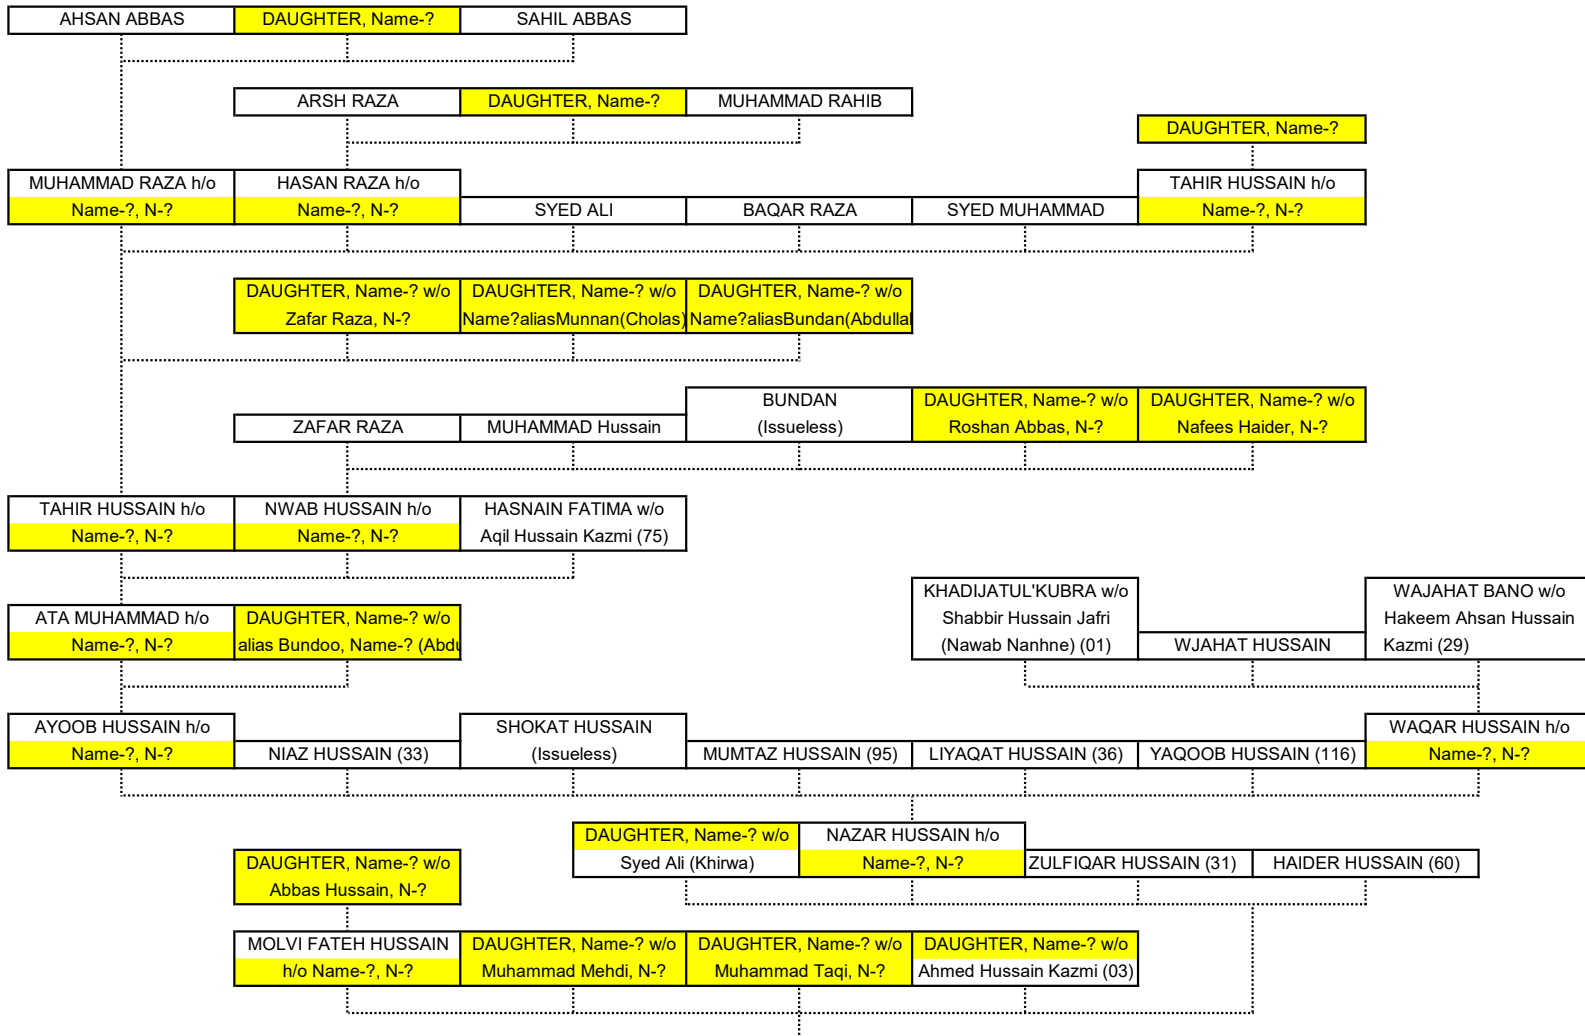 AHSAN ABBAS
DAUGHTER, Name-?
SAHIL ABBAS
ARSH RAZA
DAUGHTER, Name-?
MUHAMMAD RAHIB
DAUGHTER, Name-?
MUHAMMAD RAZA h/o
Name-?, N-?
HASAN RAZA h/o
Name-?, N-?
SYED ALI
BAQAR RAZA
SYED MUHAMMAD
TAHIR HUSSAIN h/o
Name-?, N-?
DAUGHTER, Name-? w/o
Zafar Raza, N-?
DAUGHTER, Name-? w/o
Name?aliasMunnan(Cholas)
DAUGHTER, Name-? w/o
Name?aliasBundan(Abdullal
ZAFAR RAZA
MUHAMMAD Hussain
BUNDAN
(Issueless)
DAUGHTER, Name-? w/o
Roshan Abbas, N-?
DAUGHTER, Name-? w/o
Nafees Haider, N-?
TAHIR HUSSAIN h/o
Name-?, N-?
NWAB HUSSAIN h/o
Name-?, N-?
HASNAIN FATIMA w/o
Aqil Hussain Kazmi (75)
ATA MUHAMMAD h/o
Name-?, N-?
DAUGHTER, Name-? w/o
alias Bundoo, Name-? (Abdu
KHADIJATUL'KUBRA w/o
Shabbir Hussain Jafri
(Nawab Nanhne) (01)
WJAHAT HUSSAIN
WAJAHAT BANO w/o
Hakeem Ahsan Hussain
Kazmi (29)
AYOOB HUSSAIN h/o
Name-?, N-?
NIAZ HUSSAIN (33)
SHOKAT HUSSAIN
(Issueless)
MUMTAZ HUSSAIN (95)
LIYAQAT HUSSAIN (36)
YAQOOB HUSSAIN (116)
WAQAR HUSSAIN h/o
Name-?, N-?
DAUGHTER, Name-? w/o
Syed Ali (Khirwa)
NAZAR HUSSAIN h/o
Name-?, N-?
ZULFIQAR HUSSAIN (31)
HAIDER HUSSAIN (60)
DAUGHTER, Name-? w/o
Abbas Hussain, N-?
MOLVI FATEH HUSSAIN
h/o Name-?, N-?
DAUGHTER, Name-? w/o
Muhammad Mehdi, N-?
DAUGHTER, Name-? w/o
Muhammad Taqi, N-?
DAUGHTER, Name-? w/o
Ahmed Hussain Kazmi (03)